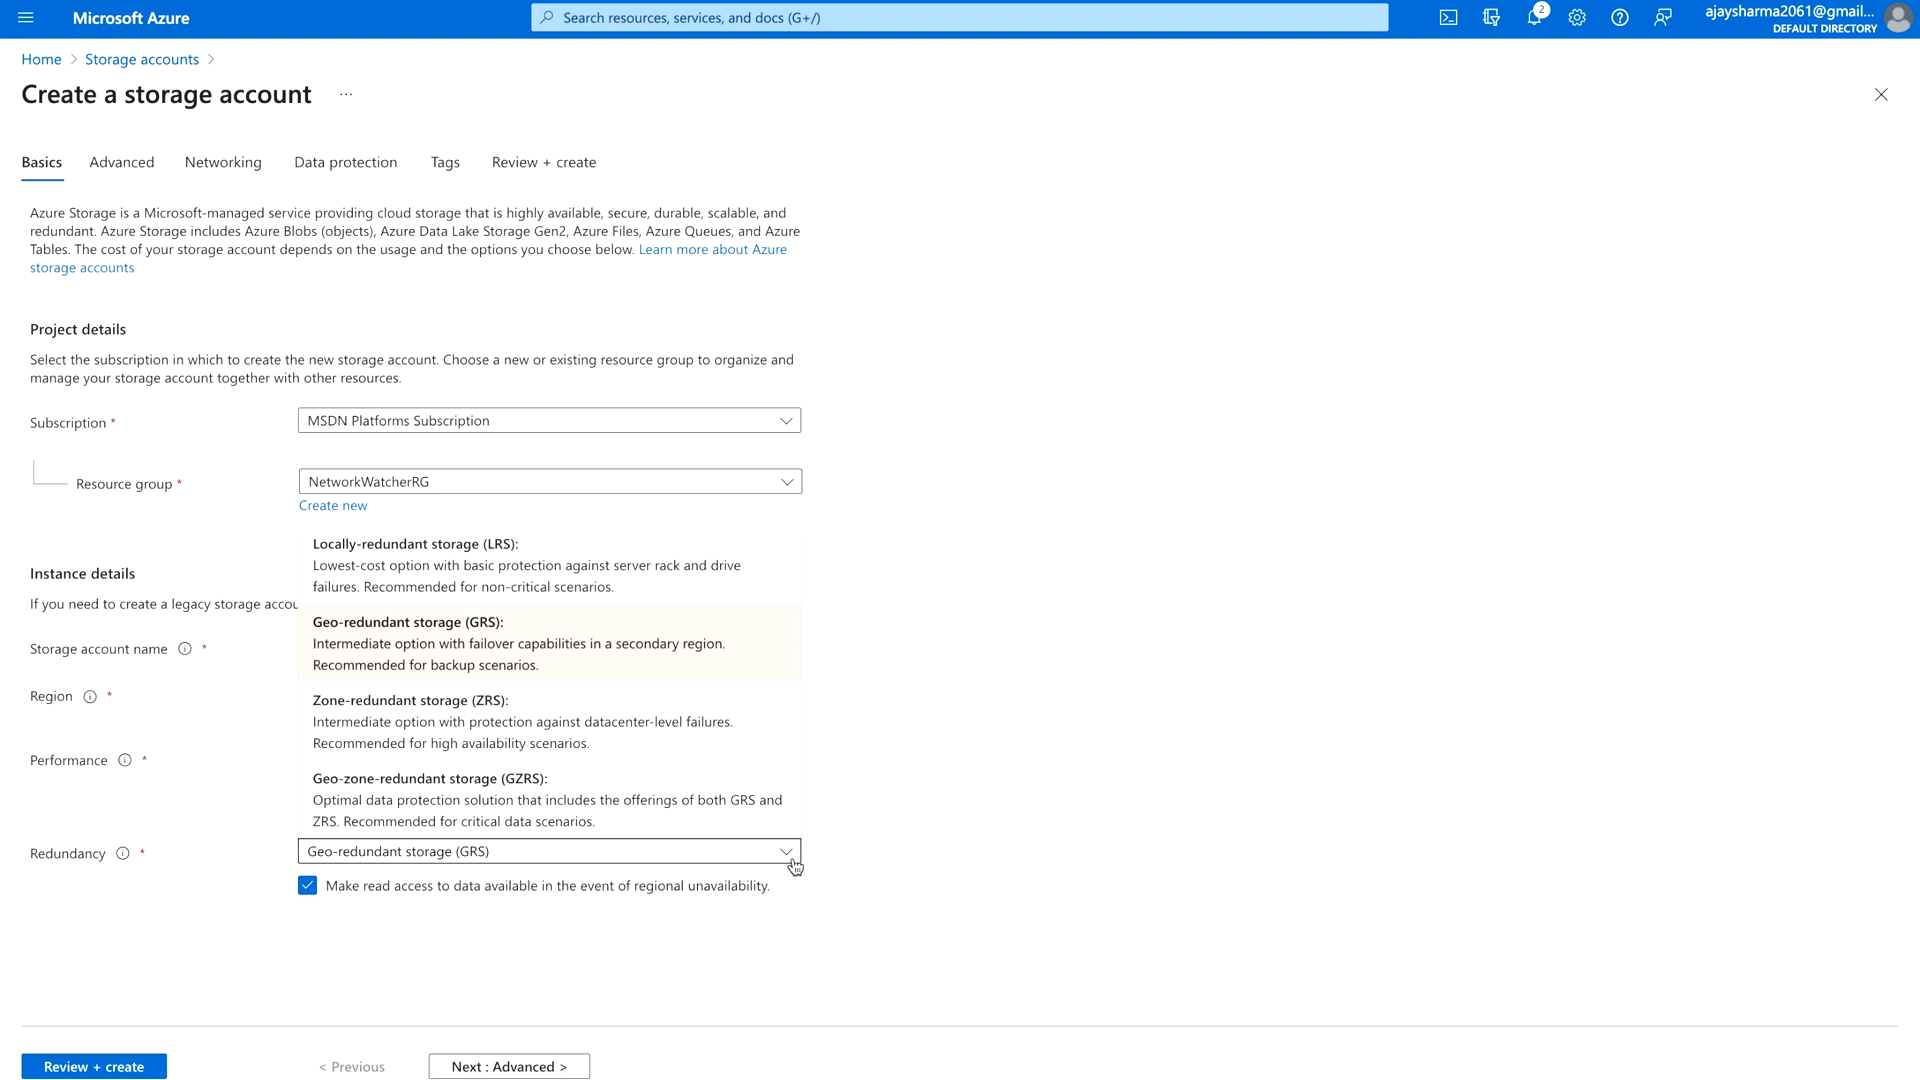 Microsoft Azure
Search resources, services, and docs (G+/)
2
ajaysharma2061@gmail...
DEFAULT DIRECTORY
Home > Storage accounts >
Create a storage account ...
Basics Advanced Networking Data protection Tags Review + create
Azure Storage is a Microsoft-managed service providing cloud storage that is highly available, secure, durable, scalable, and
redundant. Azure Storage includes Azure Blobs (objects), Azure Data Lake Storage Gen2, Azure Files, Azure Queues, and Azure
Tables. The cost of your storage account depends on the usage and the options you choose below. Learn more about Azure
storage accounts
Project details
Select the subscription in which to create the new storage account. Choose a new or existing resource group to organize and
manage your storage account together with other resources.
Subscription *
MSDN Platforms Subscription
Resource group *
NetworkWatcherRG
Create new
Instance details
If you need to create a legacy storage accou
Storage account name *
Region *
Performance *
Locally-redundant storage (LRS):
Lowest-cost option with basic protection against server rack and drive
failures. Recommended for non-critical scenarios.
Geo-redundant storage (GRS):
Intermediate option with failover capabilities in a secondary region.
Recommended for backup scenarios.
Zone-redundant storage (ZRS):
Intermediate option with protection against datacenter-level failures.
Recommended for high availability scenarios.
Geo-zone-redundant storage (GZRS):
Optimal data protection solution that includes the offerings of both GRS and
ZRS. Recommended for critical data scenarios.
Redundancy *
Geo-redundant storage (GRS)
Make read access to data available in the event of regional unavailability.
Review + create
< Previous
Next : Advanced >